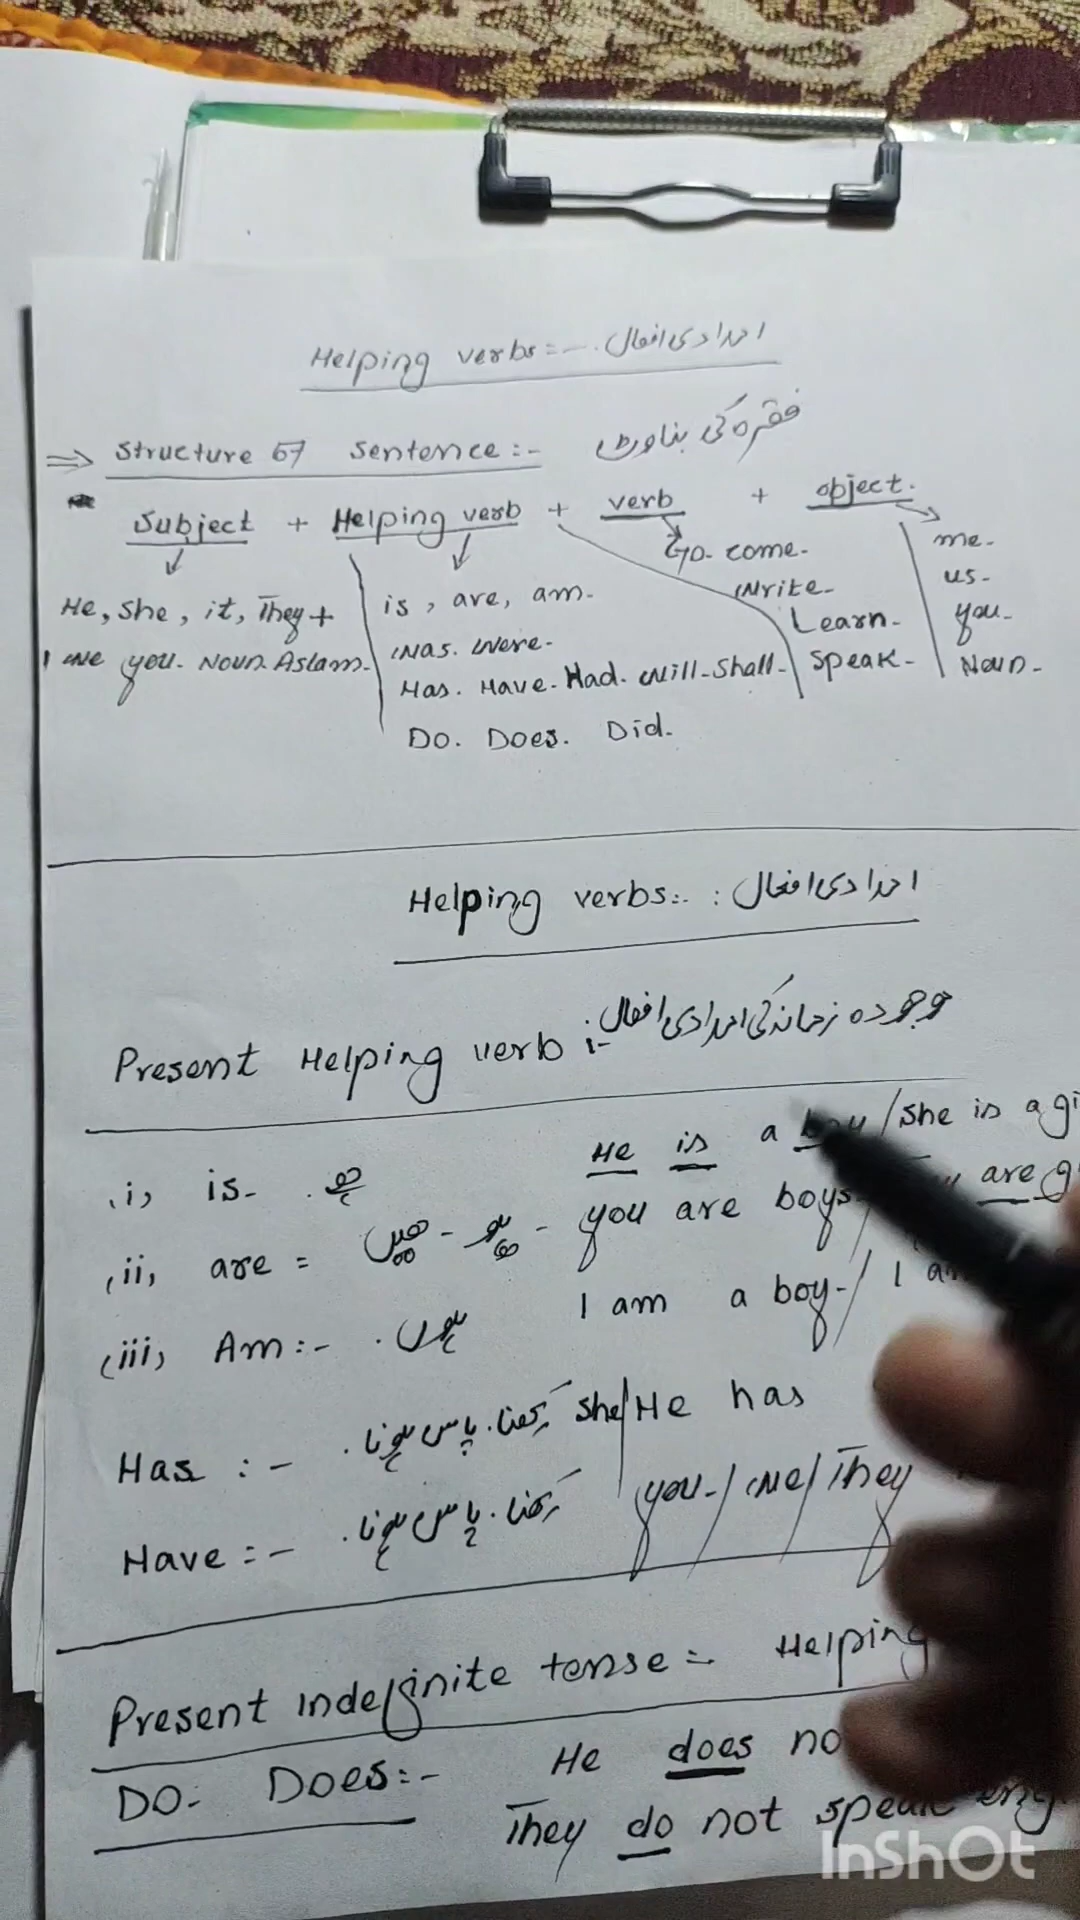 Helping verbs:-. امدادی افعال
⇒ Structure of Sentence:- فقرہ کی بناوٹ
Subject + Helping verb + verb + object.
He, She, it, They + is, are, am. Go. come. me.
I we you. Noun Aslam. Was. Were. Write. us.
Has. Have. Had. Will. Shall. Learn. you.
Do. Does. Did. Speak. Noun.
Helping verbs:. : امدادی افعال
Present Helping verb :- موجودہ زمانہ کی امدادی افعال
(i) is. ہے. He is a boy / She is a
(ii) are = ہیں - ہو - you are boys. are
(iii) Am:- ہوں. I am a boy. / I
Has :- رکھنا. پاس ہونا. She/He has
Have :- رکھنا. پاس ہونا. you. / We / They
Present indefinite tense :- Helping
DO. DOES:- He does
They do not speak
InShOt